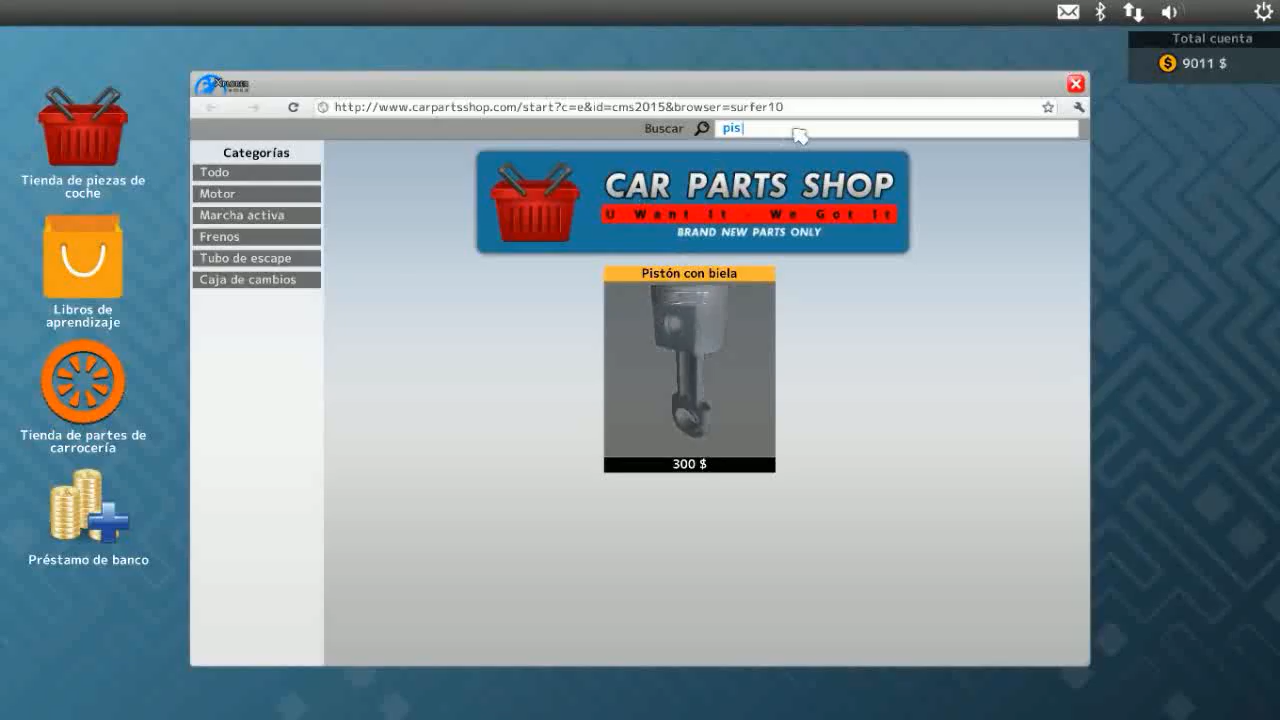 Total cuenta
9011 $
Tienda de piezas de
coche
Libros de
aprendizaje
Tienda de partes de
carrocería
Préstamo de banco
http://www.carpartsshop.com/start?c=e&id=cms2015&browser=surfer10
Buscar
pis
Categorías
Todo
Motor
Marcha activa
Frenos
Tubo de escape
Caja de cambios
CAR PARTS SHOP
U Want It - We Got It
BRAND NEW PARTS ONLY
Pistón con biela
300 $